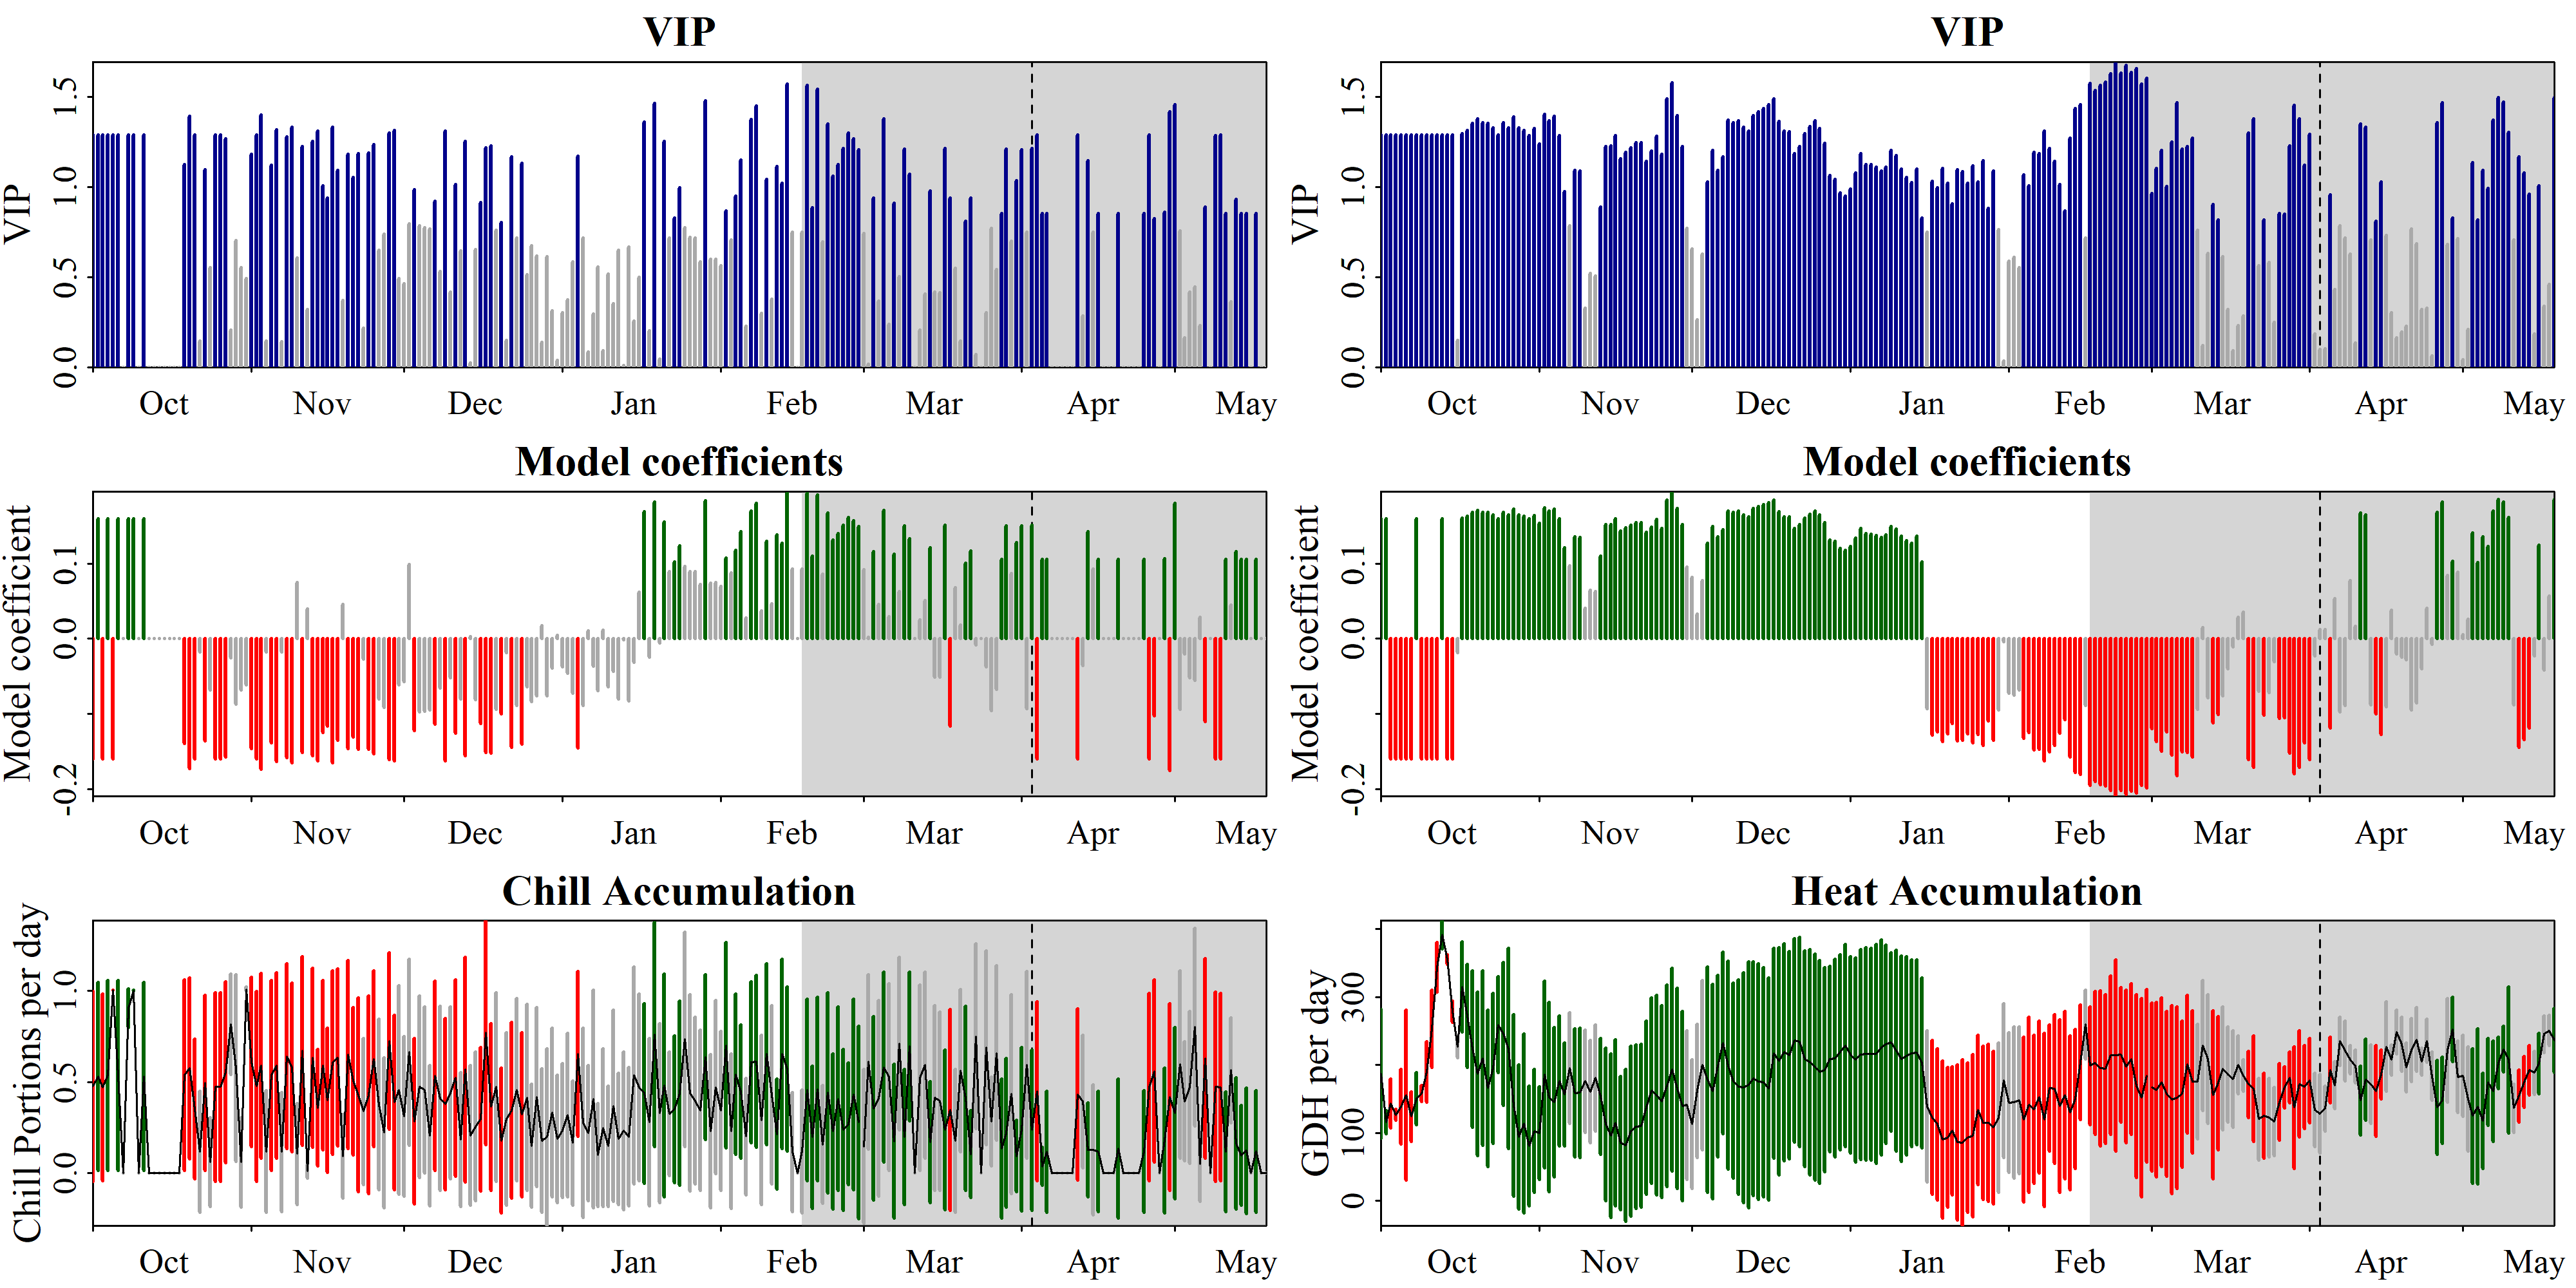 VIP
VIP
0.0 0.5 1.0 1.5
VIP
Oct Nov Dec Jan Feb Mar Apr May
VIP
0.0 0.5 1.0 1.5
Oct Nov Dec Jan Feb Mar Apr May
Model coefficients
Model coefficient
-0.2 0.0 0.1
Oct Nov Dec Jan Feb Mar Apr May
Model coefficients
Model coefficient
-0.2 0.0 0.1
Oct Nov Dec Jan Feb Mar Apr May
Chill Accumulation
Chill Portions per day
0.0 0.5 1.0
Oct Nov Dec Jan Feb Mar Apr May
Heat Accumulation
GDH per day
0 100 300
Oct Nov Dec Jan Feb Mar Apr May